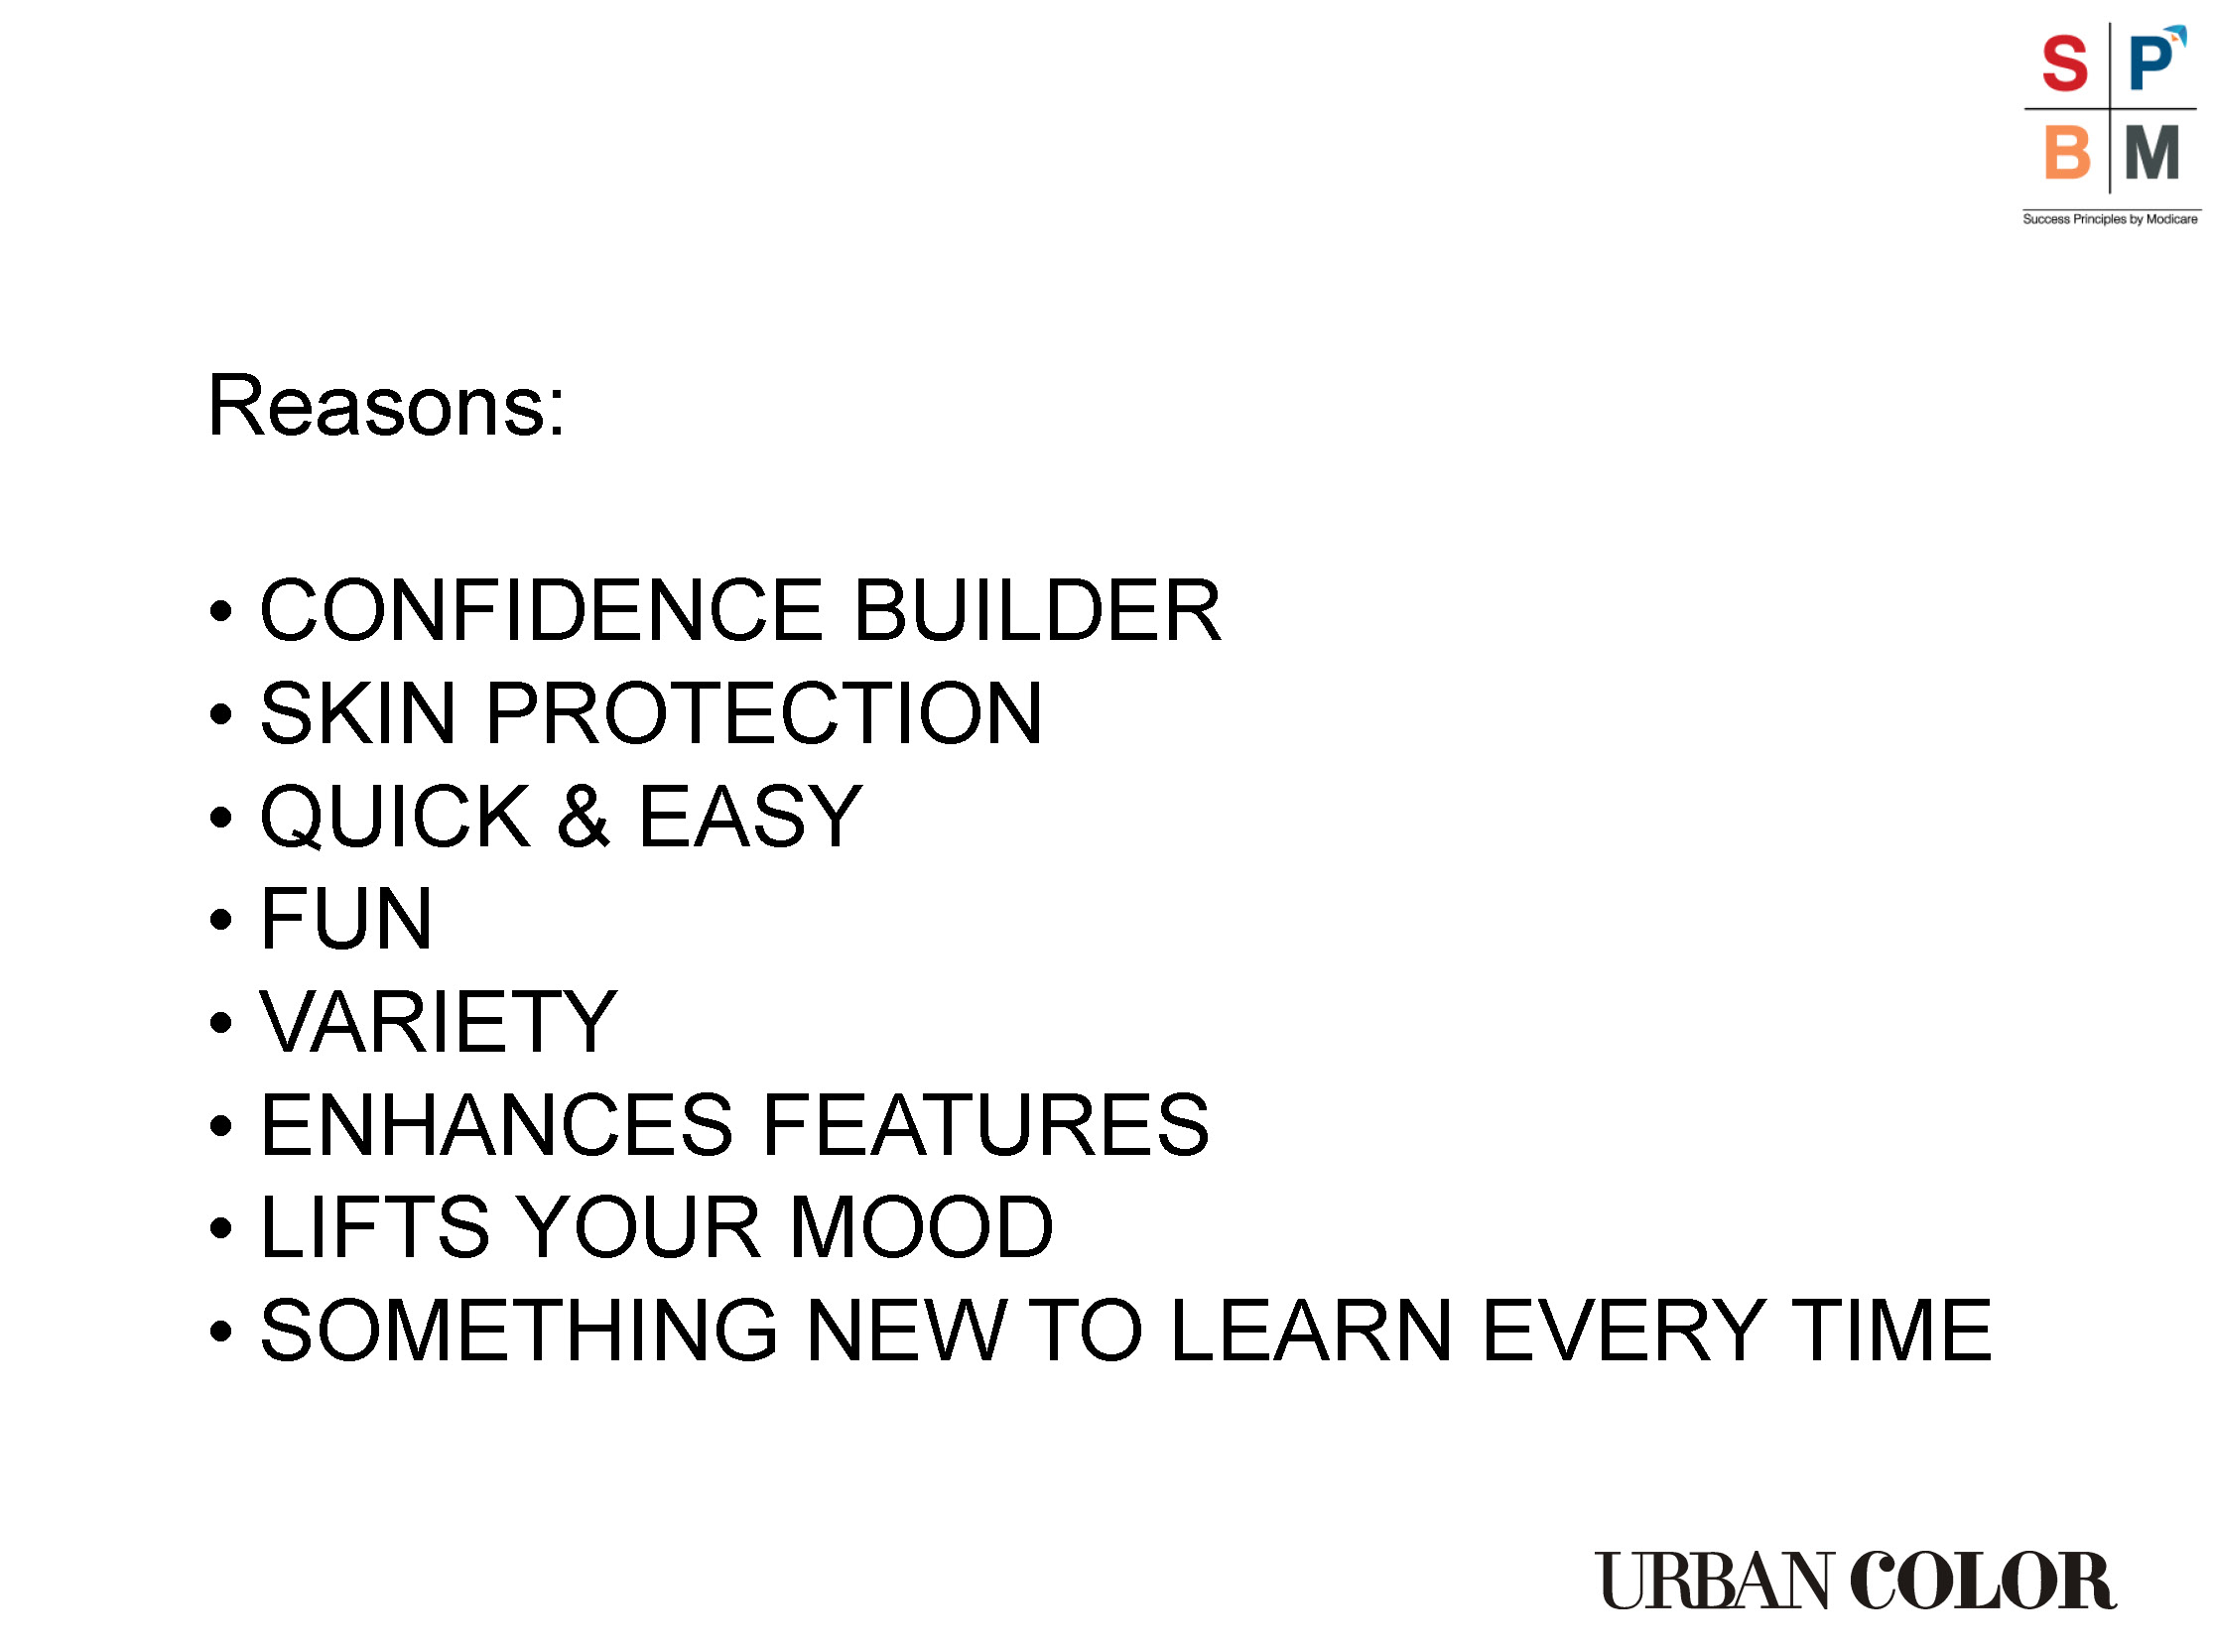 S P
B M
Success Principles by Modicare
Reasons:
• CONFIDENCE BUILDER
• SKIN PROTECTION
• QUICK & EASY
• FUN
• VARIETY
• ENHANCES FEATURES
• LIFTS YOUR MOOD
• SOMETHING NEW TO LEARN EVERY TIME
URBAN COLOR